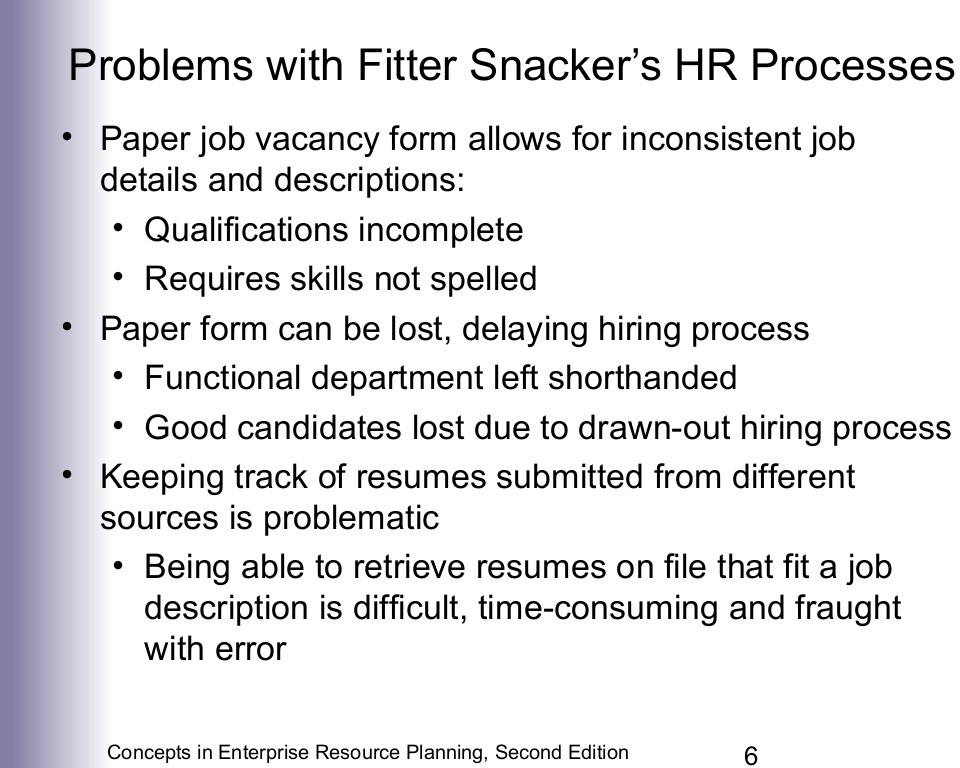 Problems with Fitter Snacker’s HR Processes
• Paper job vacancy form allows for inconsistent job
details and descriptions:
• Qualifications incomplete
• Requires skills not spelled
• Paper form can be lost, delaying hiring process
• Functional department left shorthanded
• Good candidates lost due to drawn-out hiring process
• Keeping track of resumes submitted from different
sources is problematic
• Being able to retrieve resumes on file that fit a job
description is difficult, time-consuming and fraught
with error
Concepts in Enterprise Resource Planning, Second Edition
6